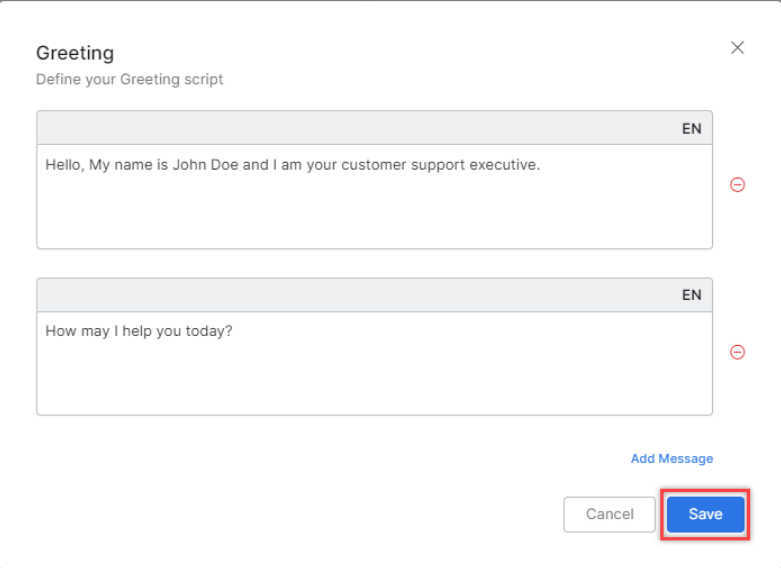 Greeting
Define your Greeting script
EN
Hello, My name is John Doe and I am your customer support executive.
EN
How may I help you today?
Add Message
Cancel
Save